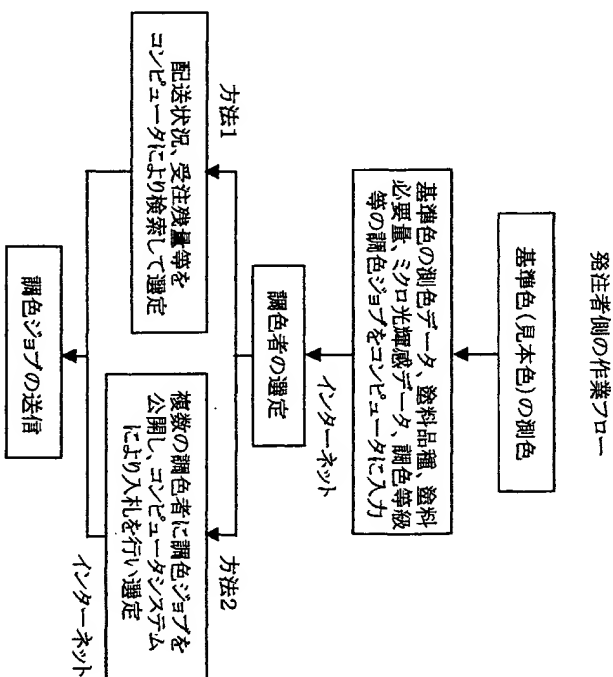 発注者側の作業フロー
基準色(見本色)の測色
基準色の測色データ、塗料品種、塗料
必要量、ミクロ光輝感データ、調色等級
等の調色ジョブをコンピュータに入力
インターネット
調色者の選定
方法1
配送状況、受注残量等を
コンピュータにより検索して選定
方法2
複数の調色者に調色ジョブを
公開し、コンピュータシステム
により入札を行い選定
インターネット
調色ジョブの送信